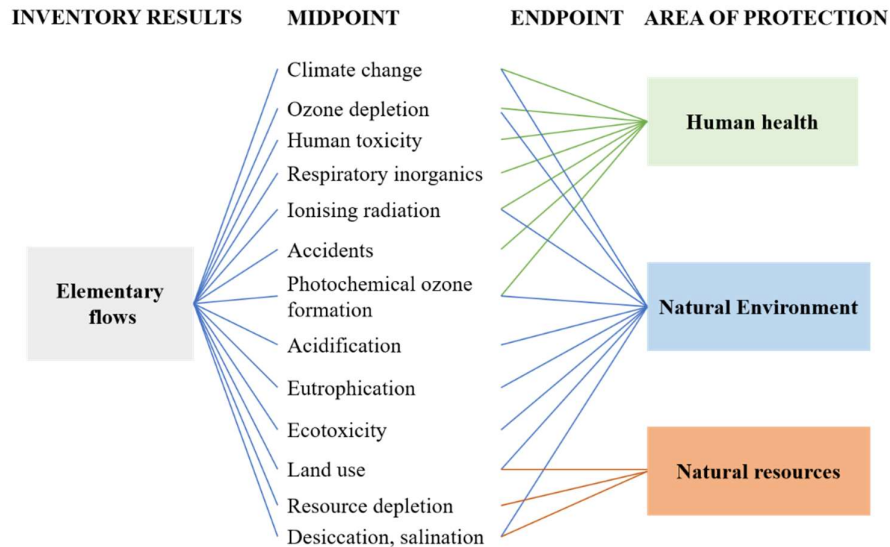 INVENTORY RESULTS
MIDPOINT
ENDPOINT
AREA OF PROTECTION
Elementary
flows
Climate change
Ozone depletion
Human toxicity
Respiratory inorganics
Ionising radiation
Accidents
Photochemical ozone
formation
Acidification
Eutrophication
Ecotoxicity
Land use
Resource depletion
Desiccation, salination
Human health
Natural Environment
Natural resources